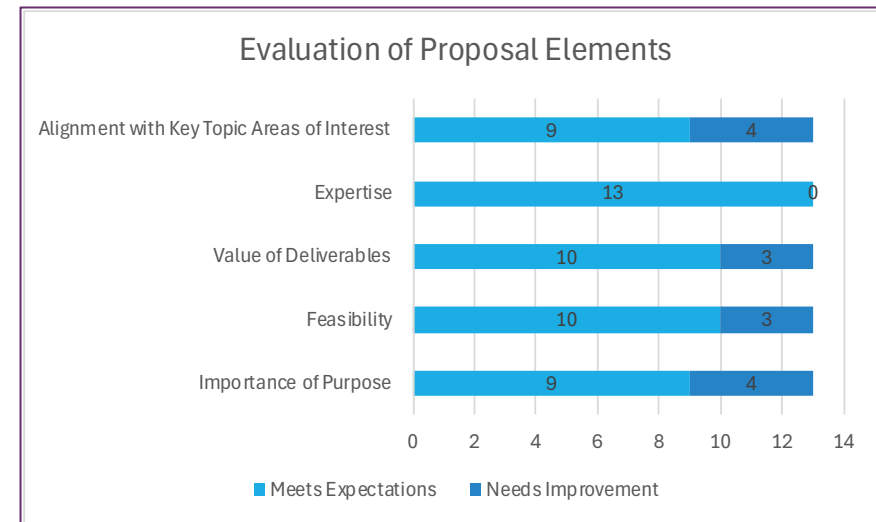 Evaluation of Proposal Elements
Alignment with Key Topic Areas of Interest
9 4
Expertise
13 0
Value of Deliverables
10 3
Feasibility
10 3
Importance of Purpose
9 4
0 2 4 6 8 10 12 14
Meets Expectations Needs Improvement